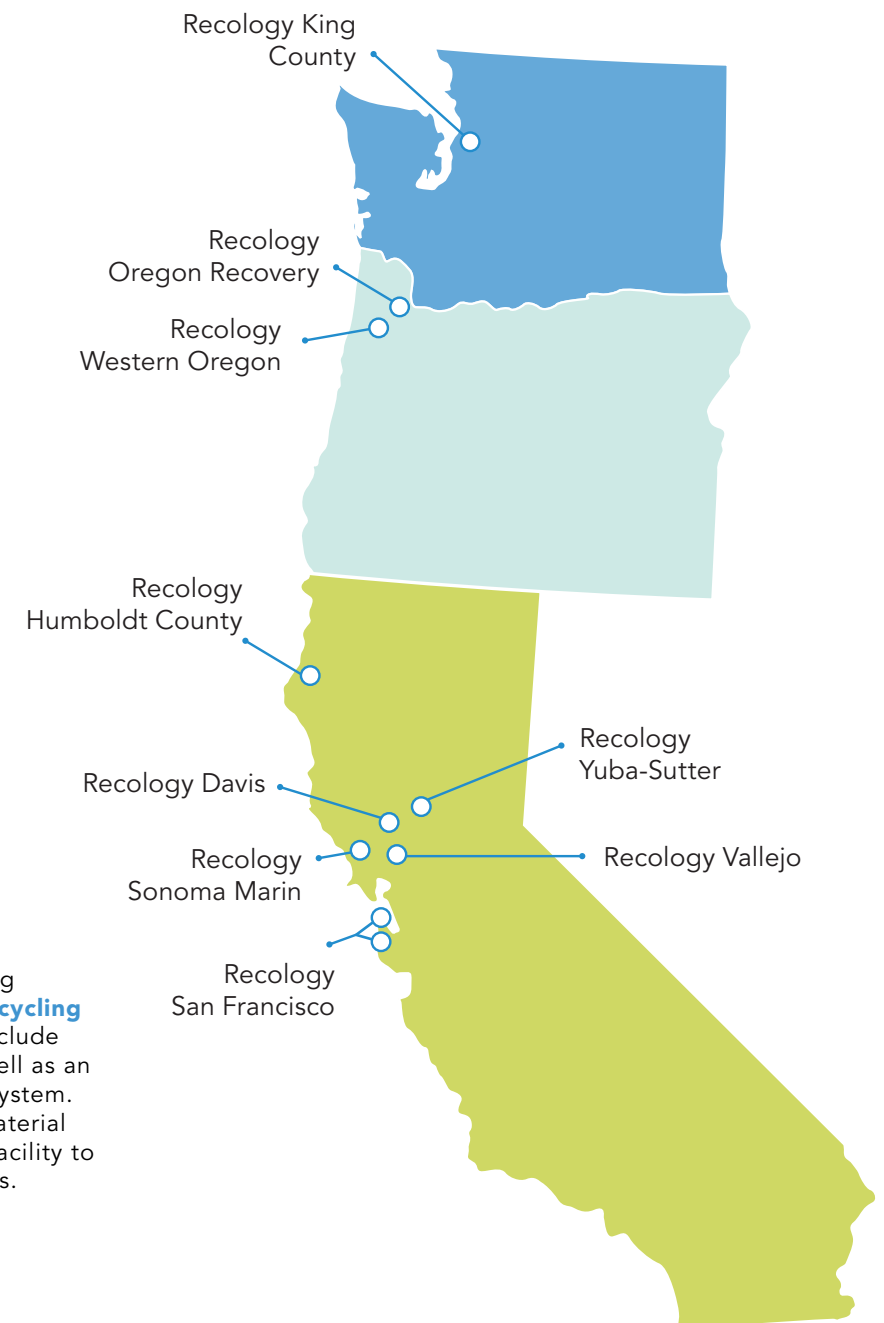 Recology King
County
Recology
Oregon Recovery
Recology
Western Oregon
Recology
Humboldt County
Recology
Yuba-Sutter
Recology Davis
Recology
Sonoma Marin
Recology Vallejo
Recology
San Francisco
g
cycling
clude
ell as an
ystem.
aterial
acility to
s.